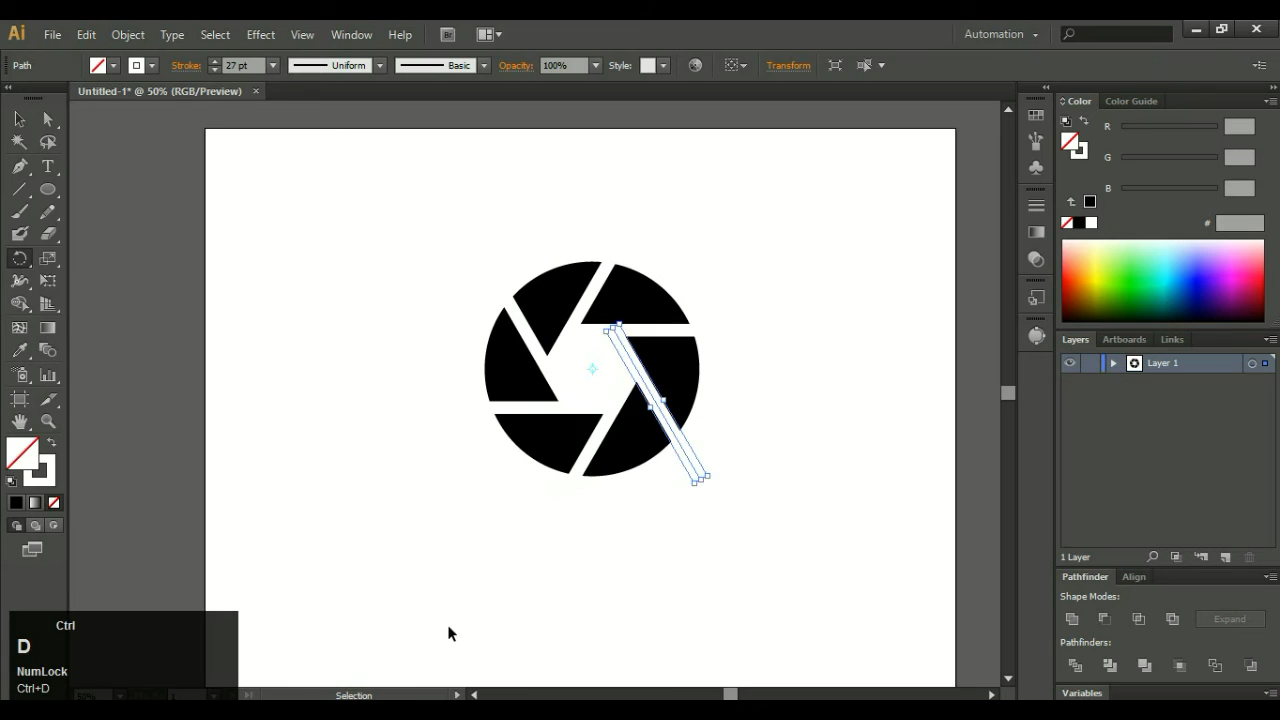 Ai File Edit Object Type Select Effect View Window Help Br Automation
Path Stroke: 27 pt Uniform Basic Opacity: 100% Style: Transform
Untitled-1* @ 50% (RGB/Preview) ×
Color Color Guide
R
G
B
#
Layers Artboards Links
Layer 1
1 Layer
Pathfinder Align
Shape Modes:
Expand
Pathfinders:
Variables
Ctrl
D
NumLock
Ctrl+D
Selection